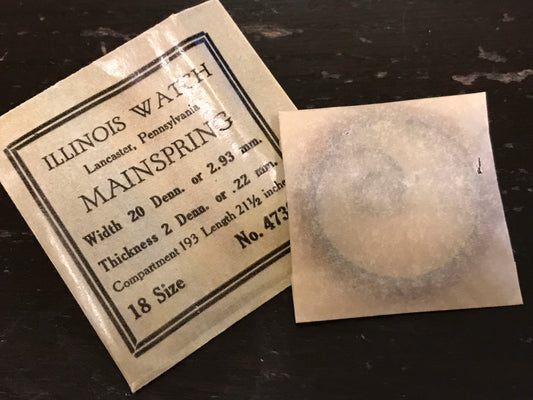 ILLINOIS WATCH
Lancaster, Pennsylvania
MAINSPRING
Width 20 Denn. or 2.93 mm.
Thickness 2 Denn. or .22 mm.
Compartment 193 Length 21½ inches
No.
18 Size